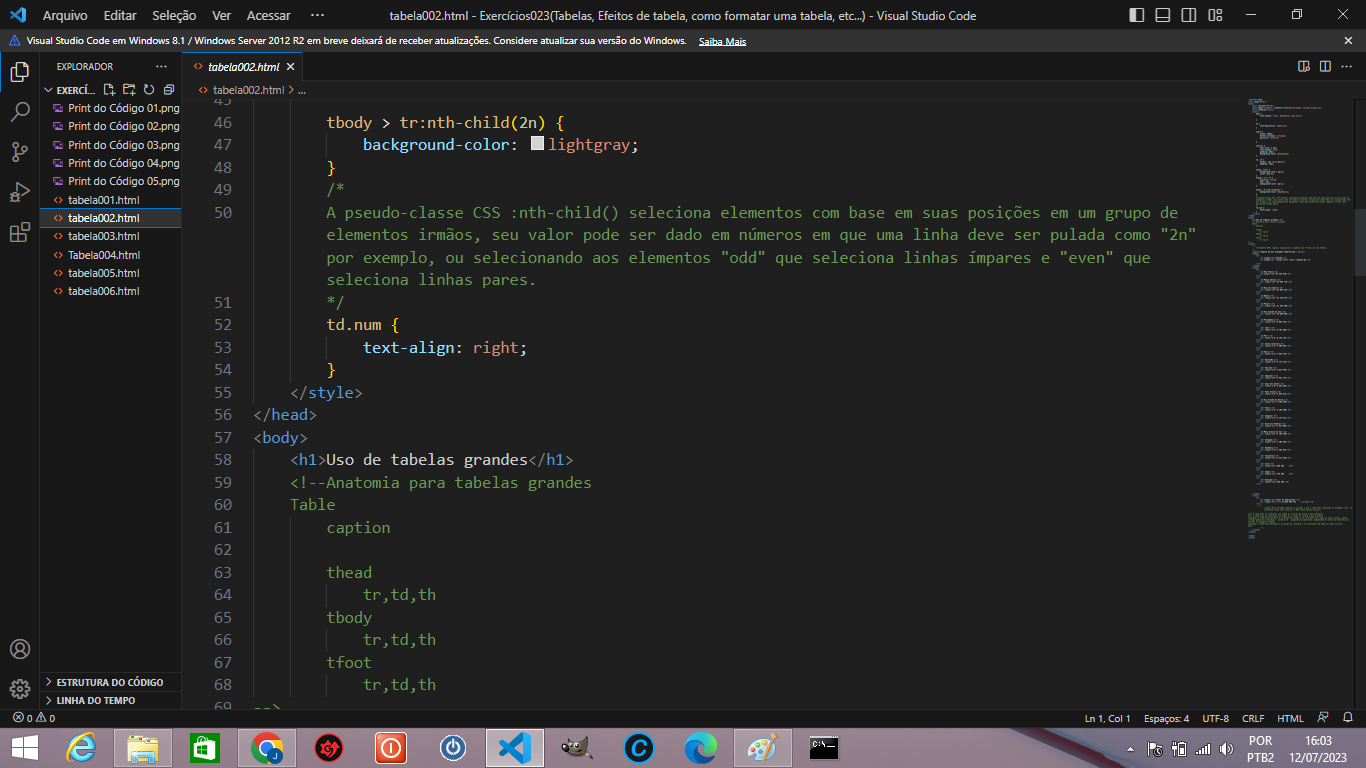 Arquivo Editar Seleção Ver Acessar ···
tabela002.html - Exercícios023(Tabelas, Efeitos de tabela, como formatar uma tabela, etc...) - Visual Studio Code
Visual Studio Code em Windows 8.1 / Windows Server 2012 R2 em breve deixará de receber atualizações. Considere atualizar sua versão do Windows. Saiba Mais
EXPLORADOR ···
EXERCÍ...
Print do Código 01.png
Print do Código 02.png
Print do Código 03.png
Print do Código 04.png
Print do Código 05.png
tabela001.html
tabela002.html
tabela003.html
Tabela004.html
tabela005.html
tabela006.html
ESTRUTURA DO CÓDIGO
LINHA DO TEMPO
tabela002.html
tabela002.html > ...
45
46 tbody > tr:nth-child(2n) {
47 background-color: lightgray;
48 }
49 /*
50 A pseudo-classe CSS :nth-child() seleciona elementos com base em suas posições em um grupo de
elementos irmãos, seu valor pode ser dado em números em que uma linha deve ser pulada como "2n"
por exemplo, ou selecionando aos elementos "odd" que seleciona linhas ímpares e "even" que
seleciona linhas pares.
51 */
52 td.num {
53 text-align: right;
54 }
55 </style>
56 </head>
57 <body>
58 <h1>Uso de tabelas grandes</h1>
59 <!--Anatomia para tabelas grandes
60 Table
61 caption
62
63 thead
64 tr,td,th
65 tbody
66 tr,td,th
67 tfoot
68 tr,td,th
69 -->
0 0
Ln 1, Col 1 Espaços: 4 UTF-8 CRLF HTML
POR
PTB2
16:03
12/07/2023